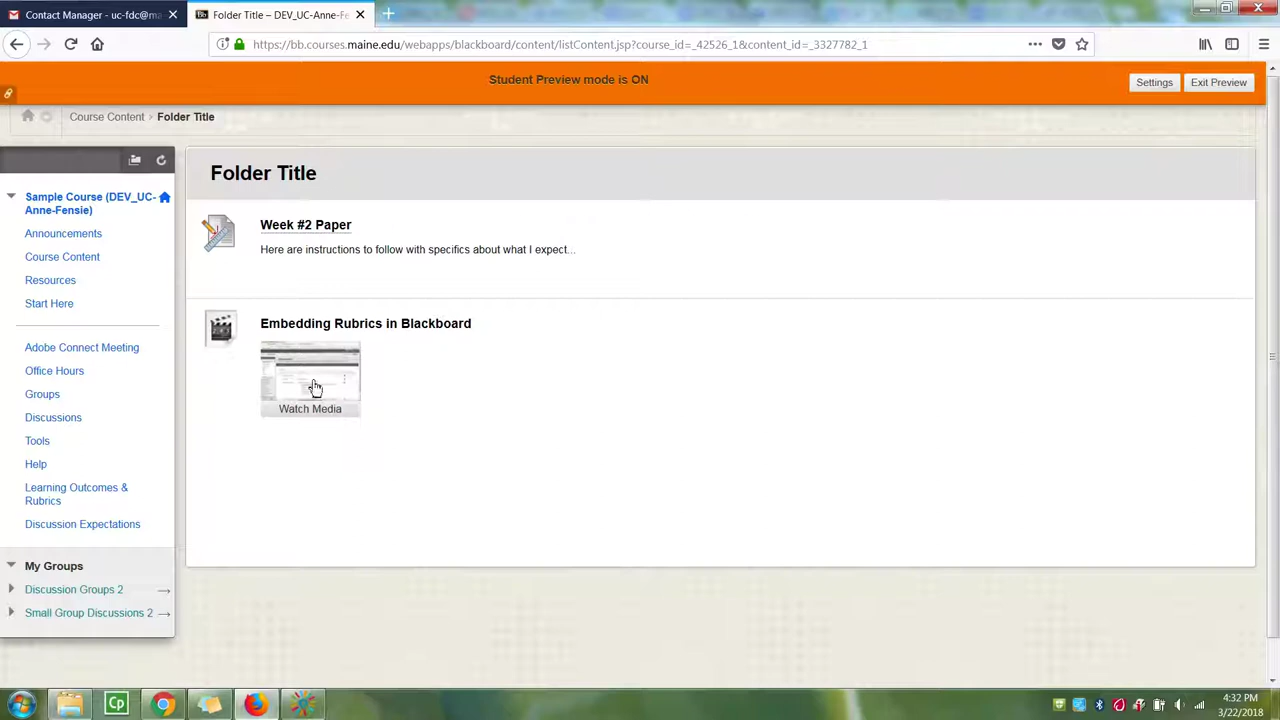 Contact Manager - uc-fdc@ma
Folder Title – DEV_UC-Anne-Fe
https://bb.courses.maine.edu/webapps/blackboard/content/listContent.jsp?course_id=_42526_1&content_id=_3327782_1
Student Preview mode is ON
Settings
Exit Preview
Course Content > Folder Title
Folder Title
Sample Course (DEV_UC-
Anne-Fensie)
Announcements
Course Content
Resources
Start Here
Adobe Connect Meeting
Office Hours
Groups
Discussions
Tools
Help
Learning Outcomes &
Rubrics
Discussion Expectations
My Groups
Discussion Groups 2
Small Group Discussions 2
Week #2 Paper
Here are instructions to follow with specifics about what I expect...
Embedding Rubrics in Blackboard
Watch Media
Cp
4:32 PM
3/22/2018